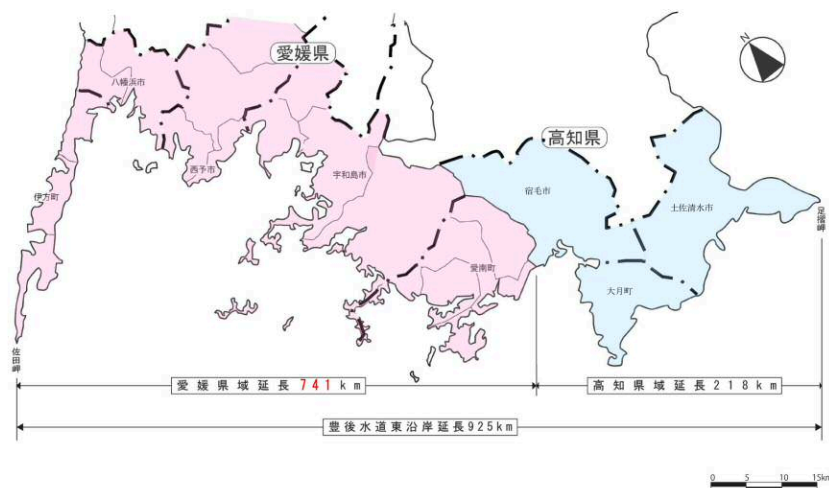 愛媛県
N
八幡浜市
高知県
西予市
宇和島市
宿毛市
伊方町
土佐清水市
足摺岬
愛南町
大月町
佐田岬
愛媛県域延長741km
高知県域延長218km
豊後水道東沿岸延長925km
0 5 10 15km